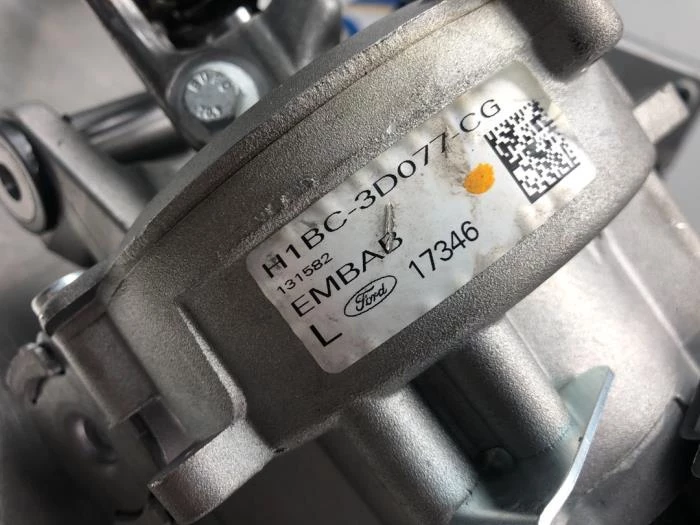 H1BC-3D077-CG
131582
EMBAB
L Ford 17346